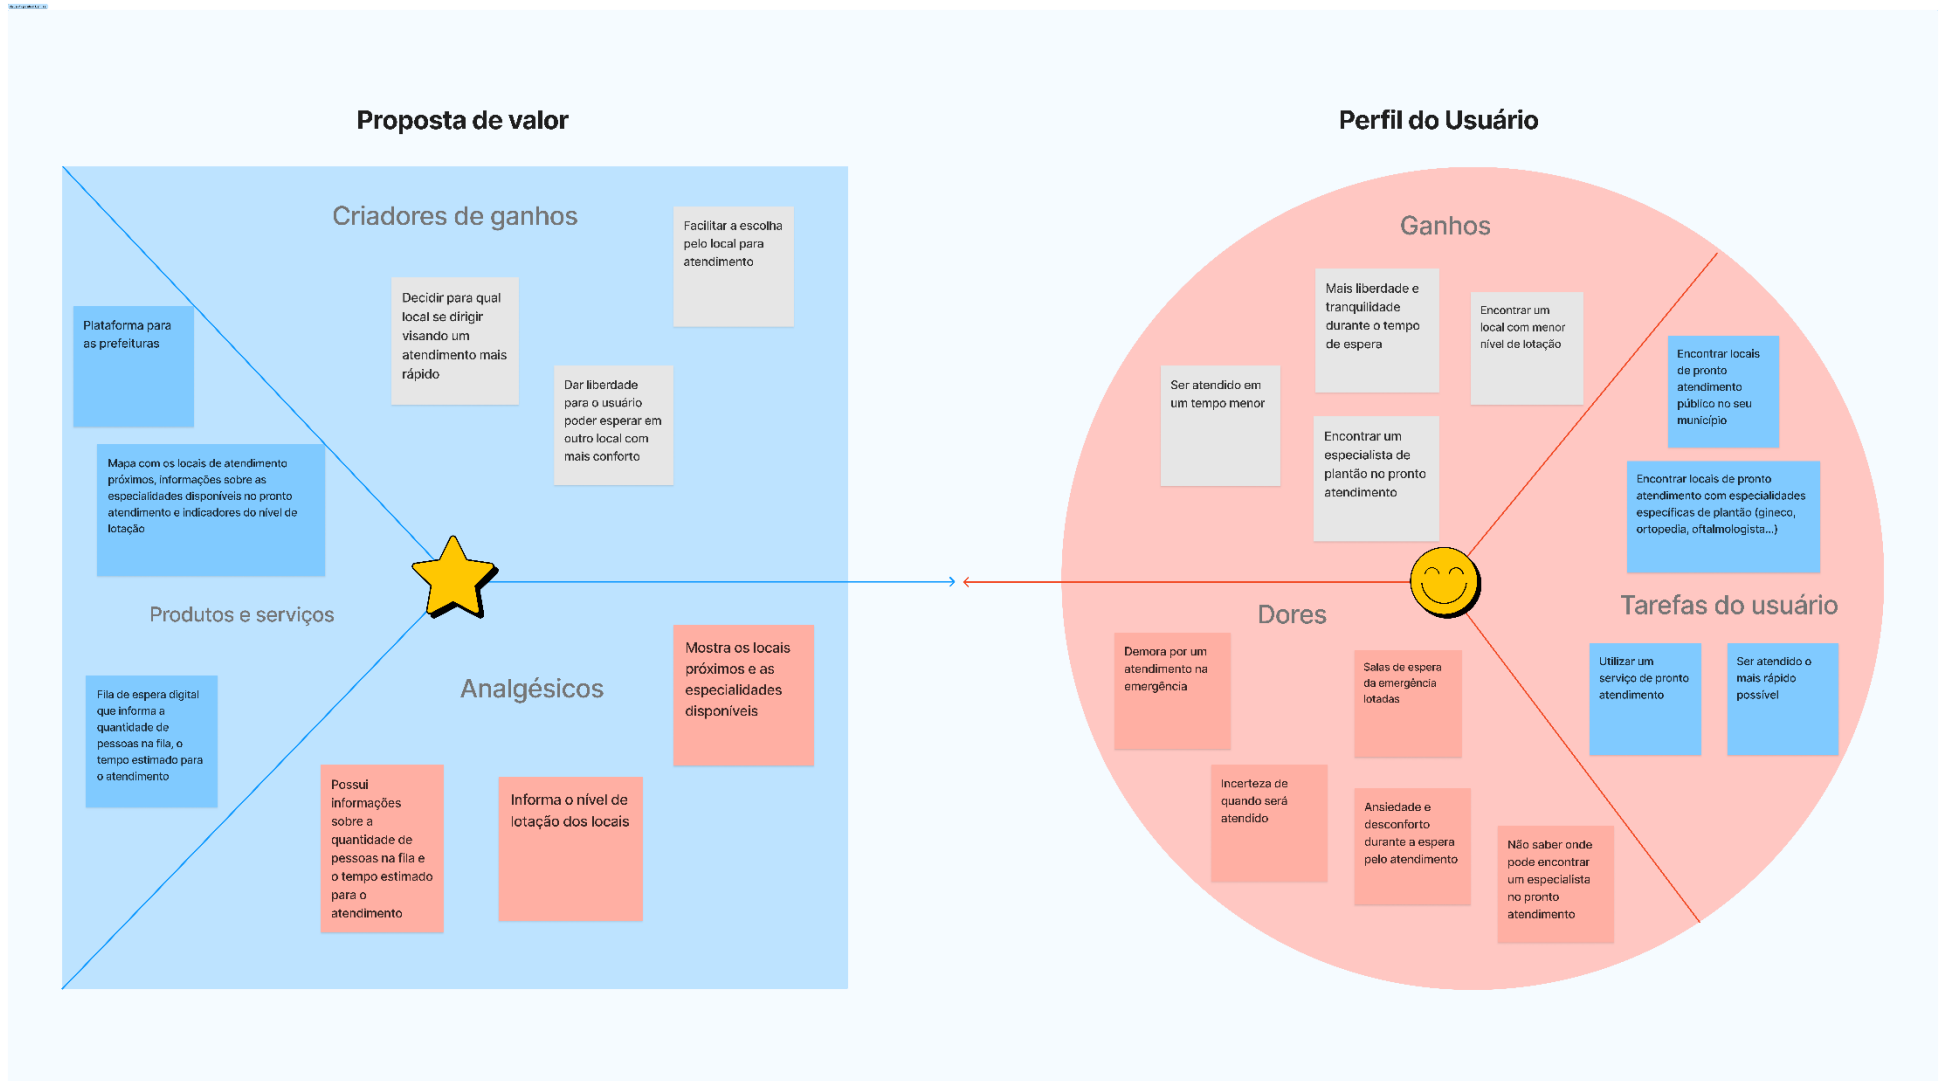 Proposta de valor
Criadores de ganhos
Facilitar a escolha
pelo local para
atendimento
Decidir para qual
local se dirigir
visando um
atendimento mais
rápido
Dar liberdade
para o usuário
poder esperar em
outro local com
mais conforto
Plataforma para
as prefeituras
Mapa com os locais de atendimento
próximos, informações sobre as
especialidades disponíveis no pronto
atendimento e indicadores do nível de
lotação
Produtos e serviços
Fila de espera digital
que informa a
quantidade de
pessoas na fila, o
tempo estimado para
o atendimento
Analgésicos
Mostra os locais
próximos e as
especialidades
disponíveis
Possui
informações
sobre a
quantidade de
pessoas na fila e
o tempo estimado
para o
atendimento
Informa o nível de
lotação dos locais
Perfil do Usuário
Ganhos
Mais liberdade e
tranquilidade
durante o tempo
de espera
Encontrar um
local com menor
nível de lotação
Ser atendido em
um tempo menor
Encontrar um
especialista de
plantão no pronto
atendimento
Encontrar locais
de pronto
atendimento
público no seu
município
Encontrar locais de pronto
atendimento com especialidades
específicas de plantão (gineco,
ortopedia, oftalmologista...)
Tarefas do usuário
Utilizar um
serviço de pronto
atendimento
Ser atendido o
mais rápido
possível
Dores
Demora por um
atendimento na
emergência
Salas de espera
da emergência
lotadas
Incerteza de
quando será
atendido
Ansiedade e
desconforto
durante a espera
pelo atendimento
Não saber onde
pode encontrar
um especialista
no pronto
atendimento